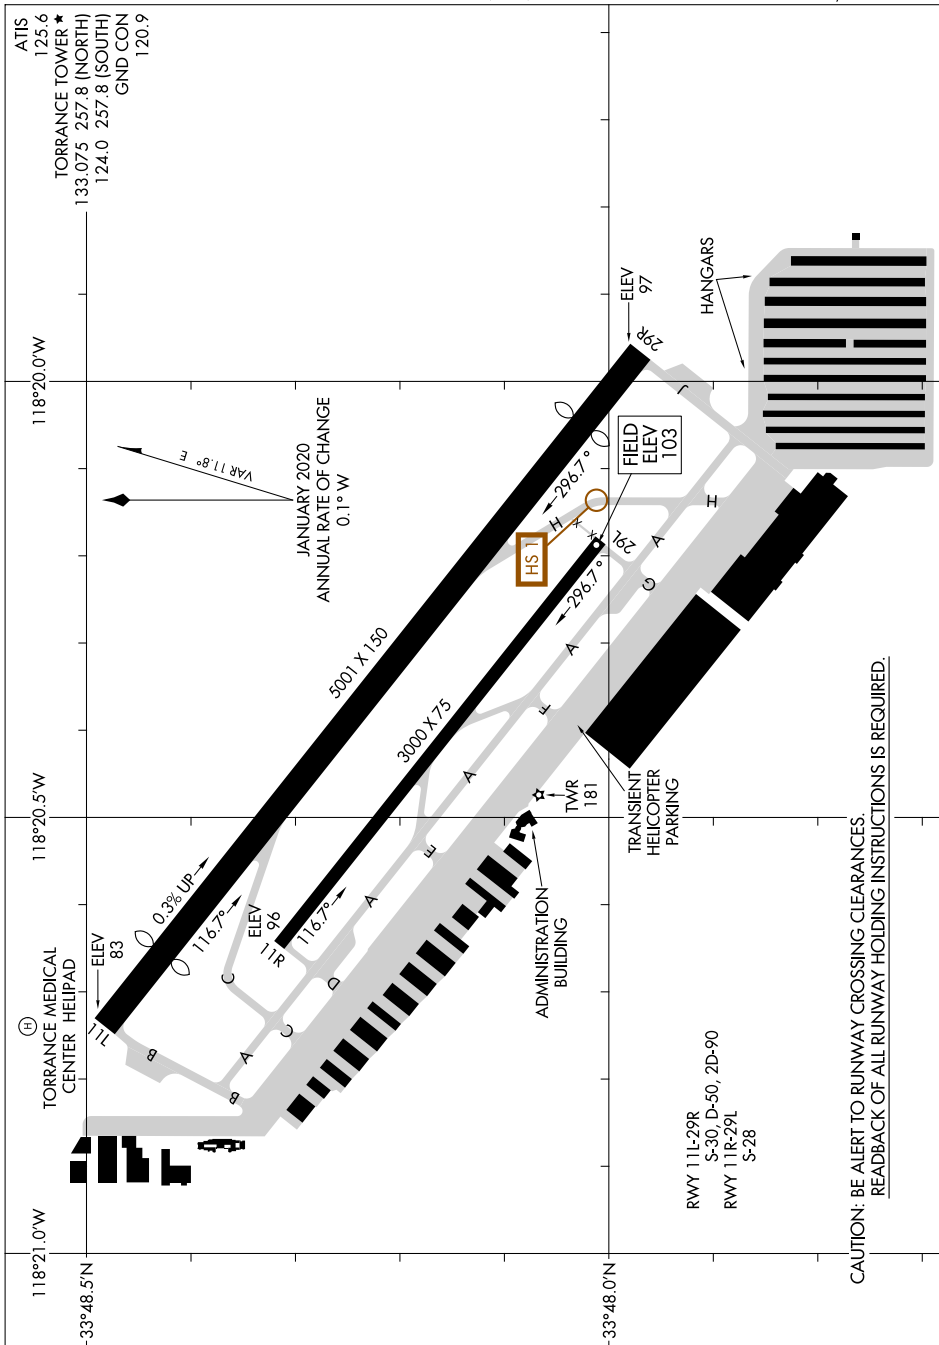 ATIS
125.6
TORRANCE TOWER★
133.075 257.8 (NORTH)
124.0 257.8 (SOUTH)
GND CON
120.9
118°21.0'W
118°20.5'W
118°20.0'W
33°48.5'N
33°48.0'N
H
TORRANCE MEDICAL
CENTER HELIPAD
VAR 11.8° E
JANUARY 2020
ANNUAL RATE OF CHANGE
0.1° W
ELEV
83
11L
0.3% UP
116.7°
5001 X 150
296.7°
29R
ELEV
97
ELEV
96
11R
116.7°
3000 X 75
296.7°
29L
FIELD
ELEV
103
HS 1
X
X
B
B
A
C
C
D
A
E
A
F
A
G
A
H
H
J
HANGARS
TWR
181
ADMINISTRATION
BUILDING
TRANSIENT
HELICOPTER
PARKING
RWY 11L-29R
S-30, D-50, 2D-90
RWY 11R-29L
S-28
CAUTION: BE ALERT TO RUNWAY CROSSING CLEARANCES.
READBACK OF ALL RUNWAY HOLDING INSTRUCTIONS IS REQUIRED.